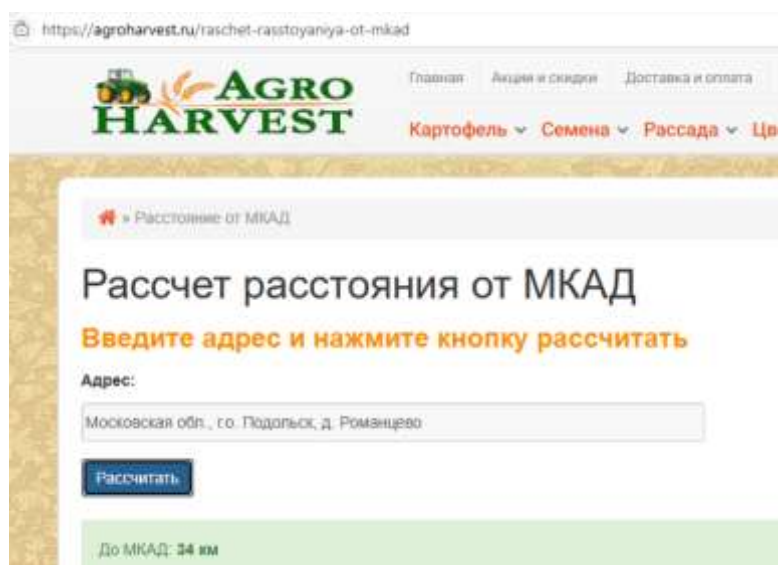 https://agroharvest.ru/raschet-rasstoyaniya-ot-mkad
AGRO
HARVEST
Главная Акции и скидки Доставка и оплата
Картофель Семена Рассада Цв
» Расстояние от МКАД
Рассчет расстояния от МКАД
Введите адрес и нажмите кнопку рассчитать
Адрес:
Московская обл., г.о. Подольск, д. Романцево
Рассчитать
До МКАД: 34 км